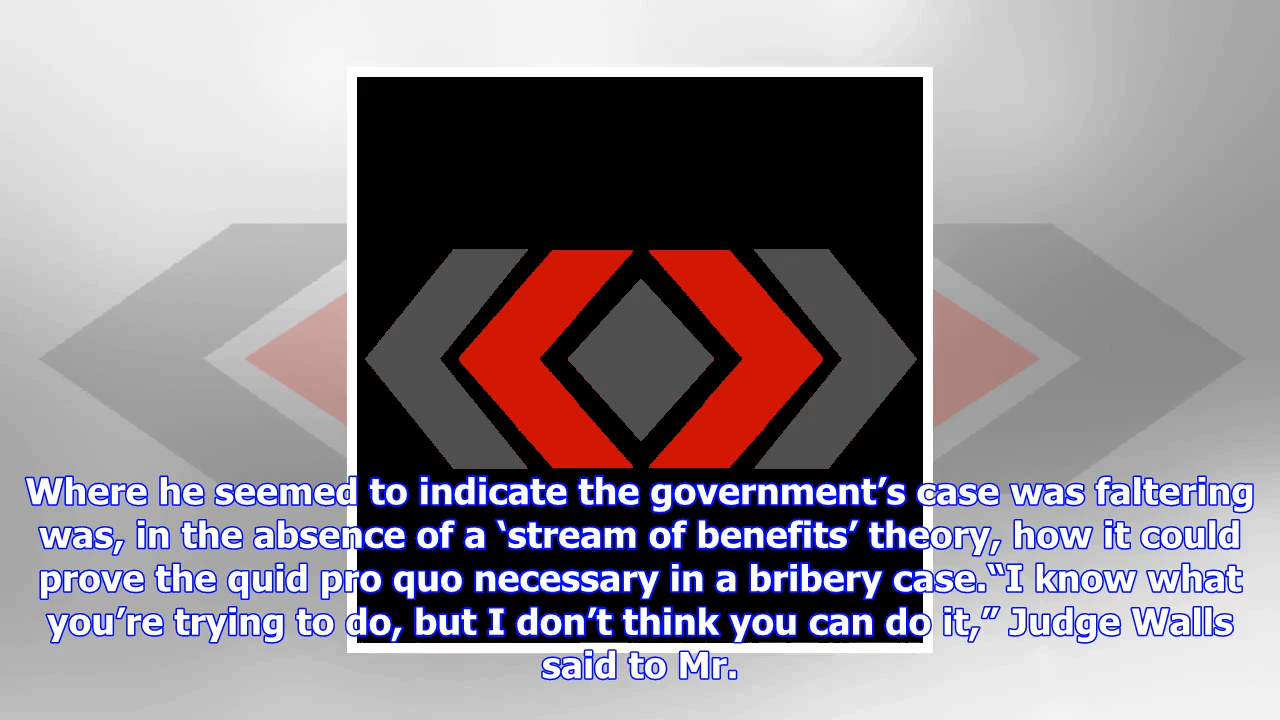 Where he seemed to indicate the government’s case was faltering
was, in the absence of a ‘stream of benefits’ theory, how it could
prove the quid pro quo necessary in a bribery case.“I know what
you’re trying to do, but I don’t think you can do it,” Judge Walls
said to Mr.